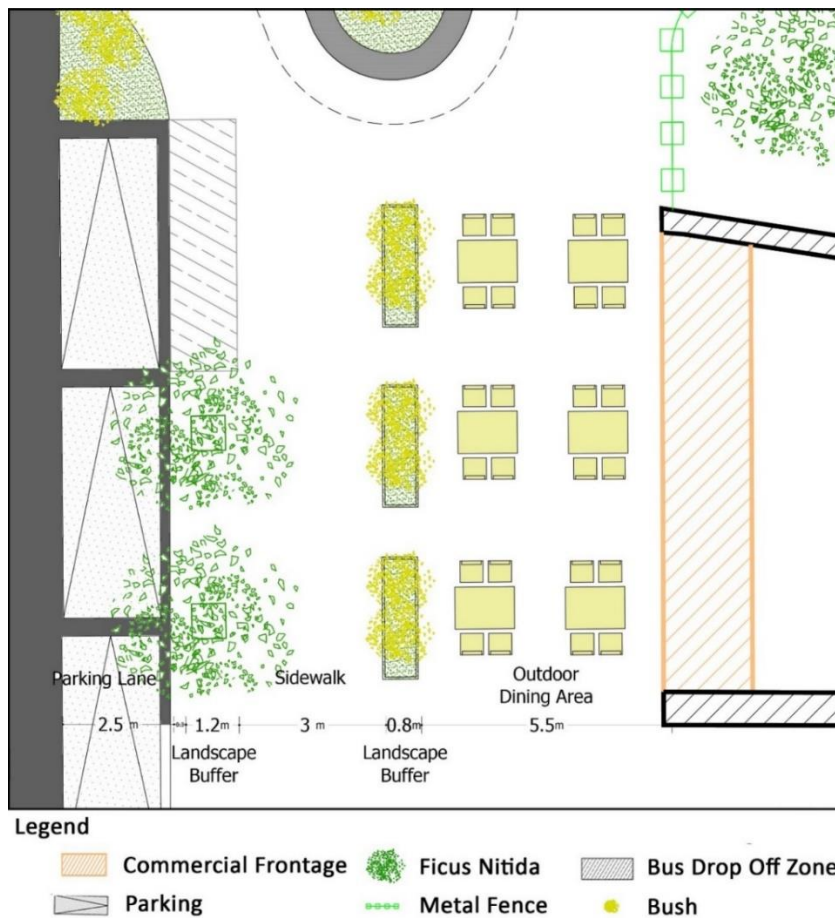 Parking Lane Sidewalk Outdoor
Dining Area
2.5 m 1.2m 3 m 0.8m 5.5m
Landscape Landscape
Buffer Buffer
Legend
Commercial Frontage Ficus Nitida Bus Drop Off Zone
Parking Metal Fence Bush